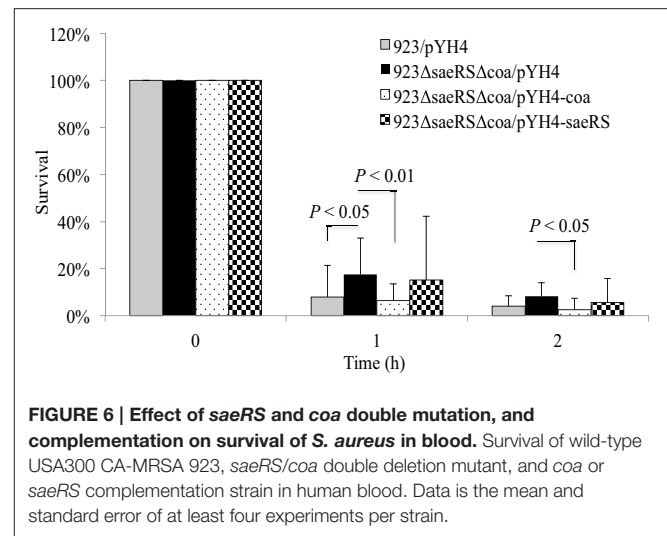 120%
100%
80%
60%
40%
20%
0%
Survival
923/pYH4
923ΔsaeRSΔcoa/pYH4
923ΔsaeRSΔcoa/pYH4-coa
923ΔsaeRSΔcoa/pYH4-saeRS
P < 0.05
P < 0.01
P < 0.05
0 1 2
Time (h)
FIGURE 6 | Effect of saeRS and coa double mutation, and
complementation on survival of S. aureus in blood. Survival of wild-type
USA300 CA-MRSA 923, saeRS/coa double deletion mutant, and coa or
saeRS complementation strain in human blood. Data is the mean and
standard error of at least four experiments per strain.